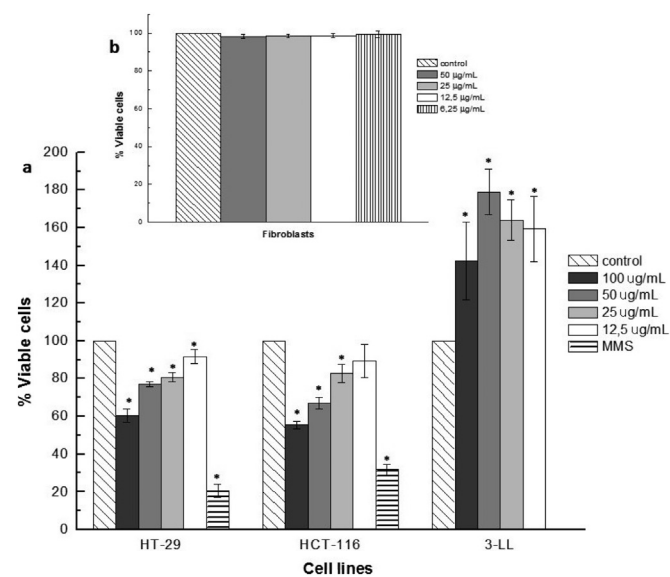 b
% Viable cells
100
80
60
40
20
0
Fibroblasts
control
50 µg/mL
25 µg/mL
12,5 µg/mL
6,25 µg/mL
a
% Viable cells
200
180
160
140
120
100
80
60
40
20
0
* * * * *
* * * *
* * * *
HT-29 HCT-116 3-LL
Cell lines
control
100 ug/mL
50 ug/mL
25 ug/mL
12,5 ug/mL
MMS